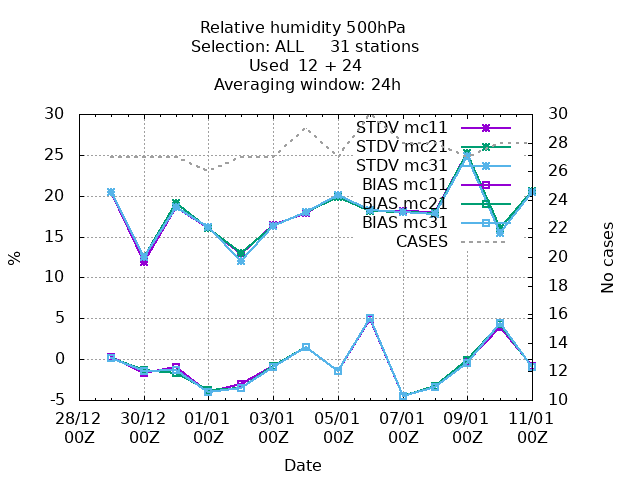 Relative humidity 500hPa
Selection: ALL     31 stations
Used  12 + 24
Averaging window: 24h
30
25
20
15
10
5
0
-5
%
STDV mc11
STDV mc21
STDV mc31
BIAS mc11
BIAS mc21
BIAS mc31
CASES
30
28
26
24
22
20
18
16
14
12
10
No cases
28/12 30/12 01/01 03/01 05/01 07/01 09/01 11/01
00Z 00Z 00Z 00Z 00Z 00Z 00Z 00Z
Date